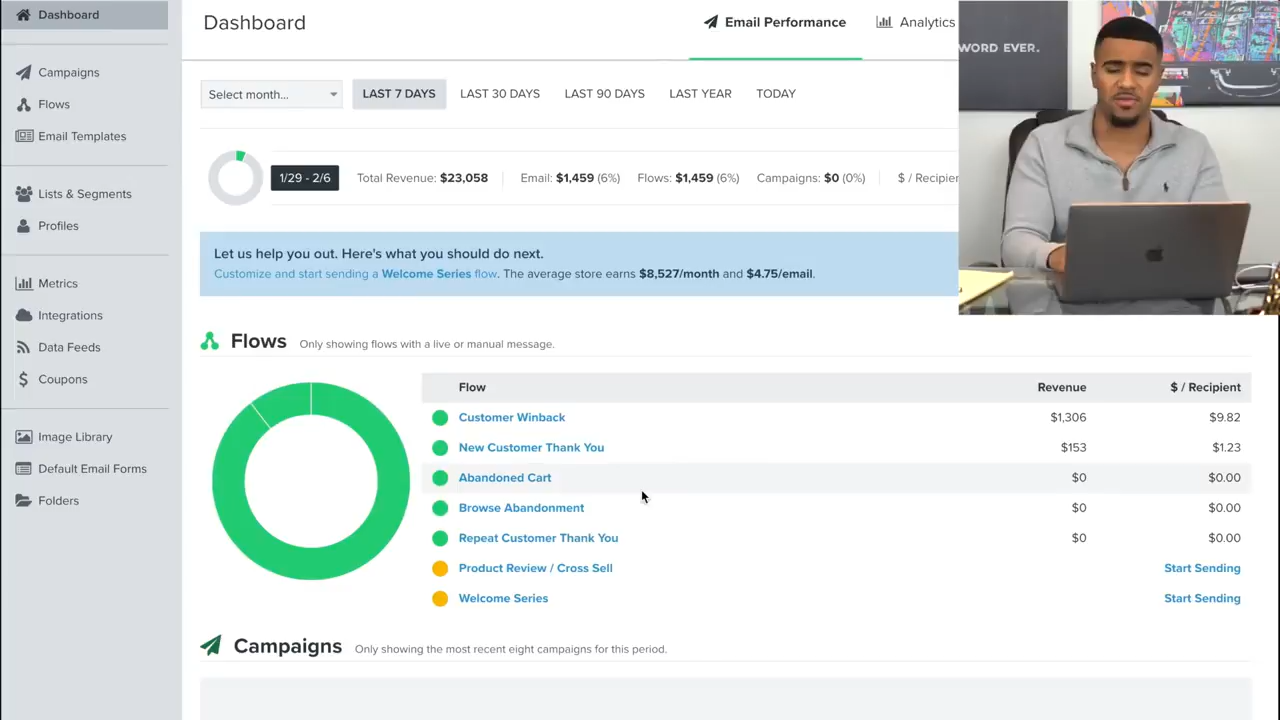 Dashboard
Campaigns
Flows
Email Templates
Lists & Segments
Profiles
Metrics
Integrations
Data Feeds
$ Coupons
Image Library
Default Email Forms
Folders
Dashboard
Email Performance
Analytics
Select month...
LAST 7 DAYS
LAST 30 DAYS
LAST 90 DAYS
LAST YEAR
TODAY
1/29 - 2/6
Total Revenue: $23,058
Email: $1,459 (6%)
Flows: $1,459 (6%)
Campaigns: $0 (0%)
$ / Recipien
Let us help you out. Here's what you should do next.
Customize and start sending a Welcome Series flow. The average store earns $8,527/month and $4.75/email.
Flows Only showing flows with a live or manual message.
Flow Revenue $ / Recipient
Customer Winback $1,306 $9.82
New Customer Thank You $153 $1.23
Abandoned Cart $0 $0.00
Browse Abandonment $0 $0.00
Repeat Customer Thank You $0 $0.00
Product Review / Cross Sell Start Sending
Welcome Series Start Sending
Campaigns Only showing the most recent eight campaigns for this period.
WORD EVER.